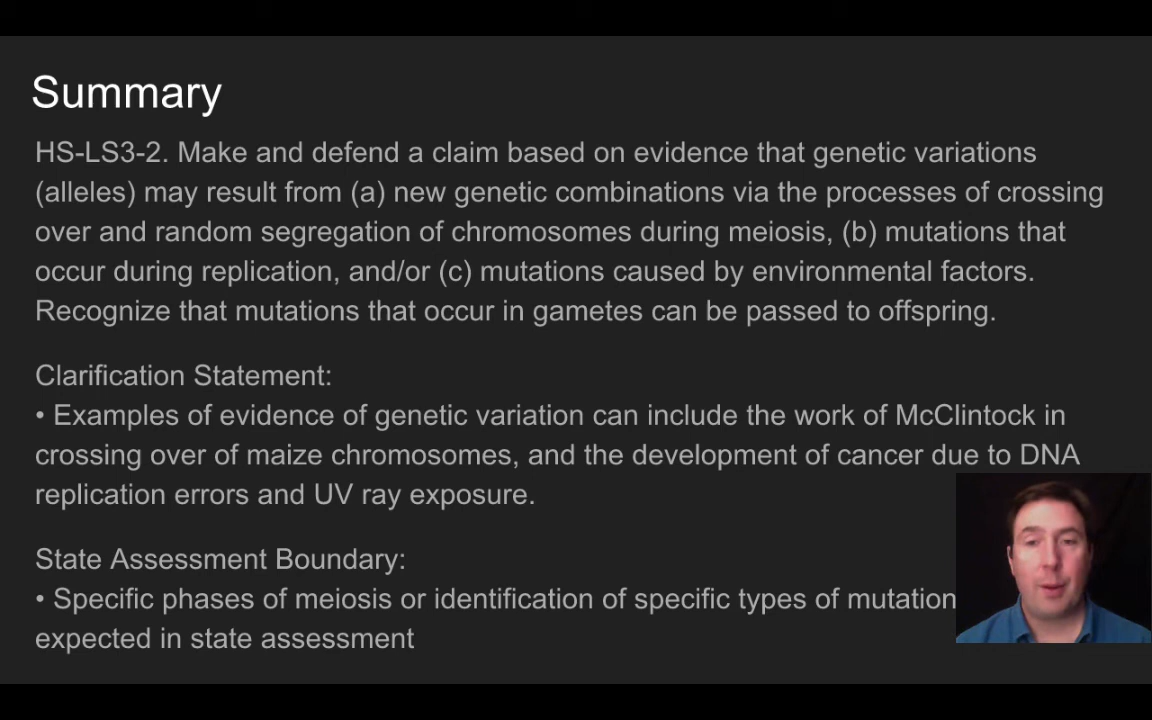 Summary
HS-LS3-2. Make and defend a claim based on evidence that genetic variations
(alleles) may result from (a) new genetic combinations via the processes of crossing
over and random segregation of chromosomes during meiosis, (b) mutations that
occur during replication, and/or (c) mutations caused by environmental factors.
Recognize that mutations that occur in gametes can be passed to offspring.
Clarification Statement:
• Examples of evidence of genetic variation can include the work of McClintock in
crossing over of maize chromosomes, and the development of cancer due to DNA
replication errors and UV ray exposure.
State Assessment Boundary:
• Specific phases of meiosis or identification of specific types of mutation
expected in state assessment